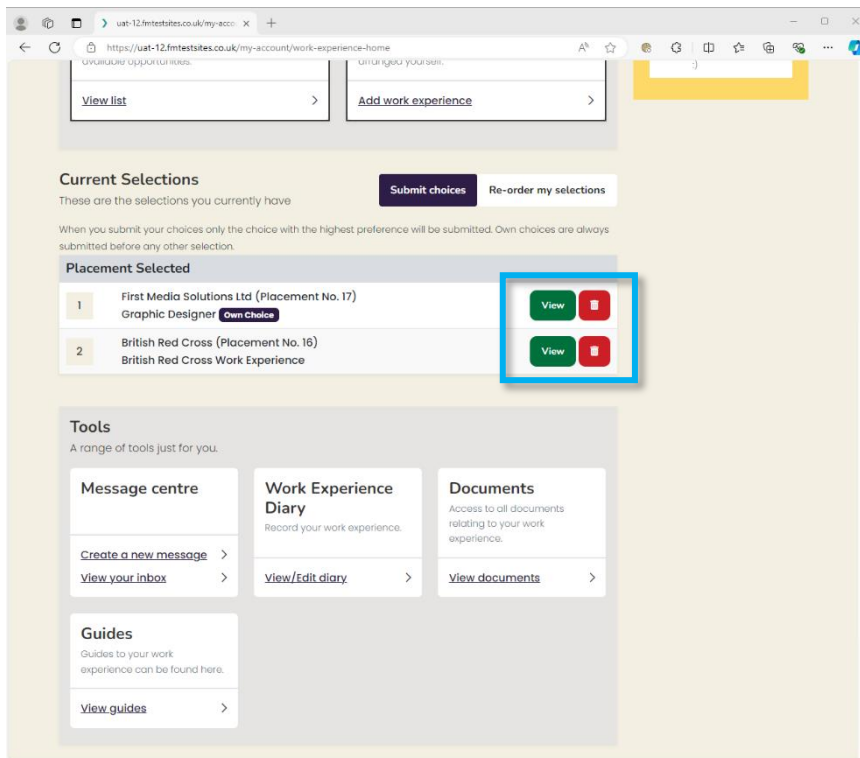 uat-12.fmtestsites.co.uk/my-acco
https://uat-12.fmtestsites.co.uk/my-account/work-experience-home
available opportunities.
arranged yourself.
:)
View list
Add work experience
Current Selections
These are the selections you currently have
Submit choices
Re-order my selections
When you submit your choices only the choice with the highest preference will be submitted. Own choices are always
submitted before any other selection.
Placement Selected
1
First Media Solutions Ltd (Placement No. 17)
Graphic Designer Own Choice
View
2
British Red Cross (Placement No. 16)
British Red Cross Work Experience
View
Tools
A range of tools just for you.
Message centre
Create a new message
View your inbox
Work Experience
Diary
Record your work experience.
View/Edit diary
Documents
Access to all documents
relating to your work
experience.
View documents
Guides
Guides to your work
experience can be found here.
View guides